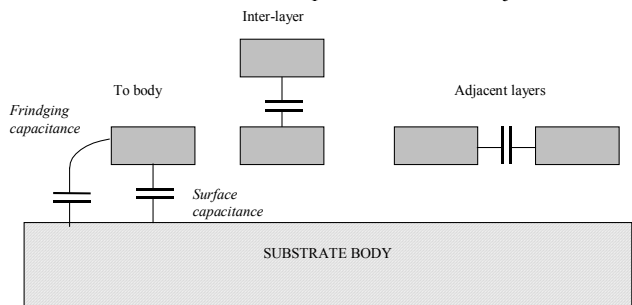 Inter-layer
To body
Adjacent layers
Frindging
capacitance
Surface
capacitance
SUBSTRATE BODY